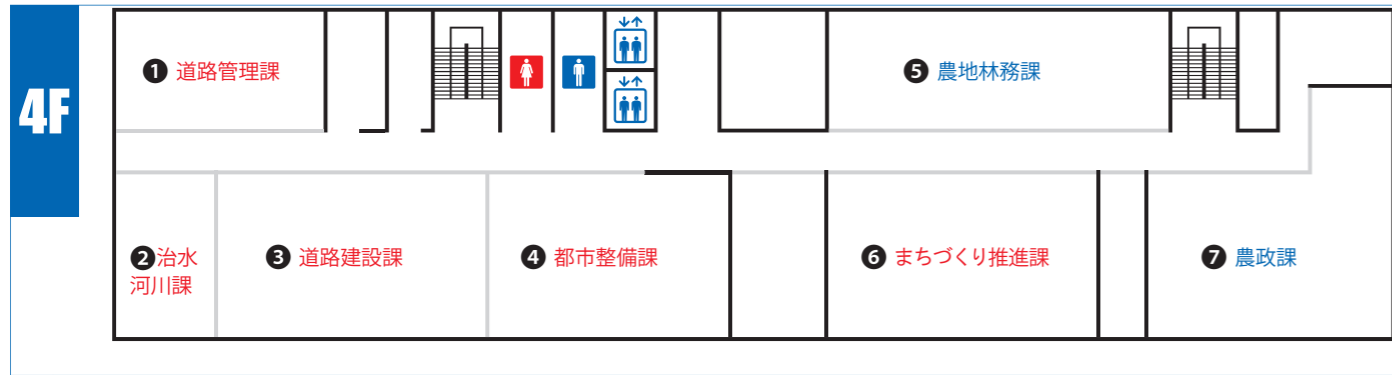 4F
❶ 道路管理課
❺ 農地林務課
❷治水
河川課
❸ 道路建設課
❹ 都市整備課
❻ まちづくり推進課
❼ 農政課